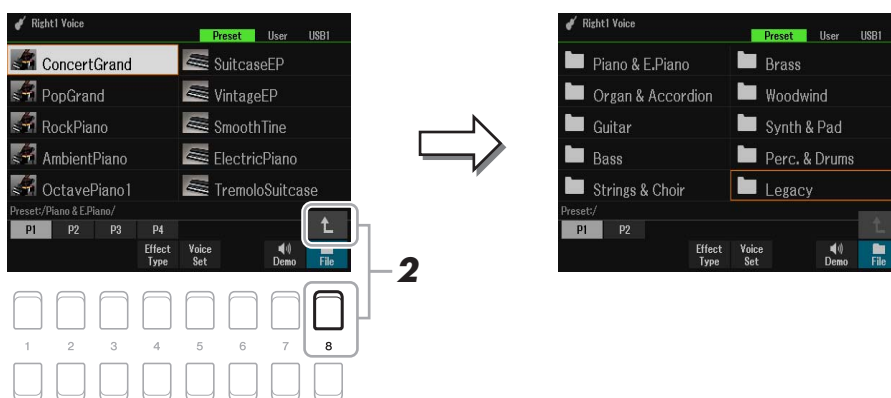 Right1 Voice
Preset User USB1
ConcertGrand SuitcaseEP
PopGrand VintageEP
RockPiano SmoothTine
AmbientPiano ElectricPiano
OctavePiano1 TremoloSuitcase
Preset:/Piano & E.Piano/
P1 P2 P3 P4
Effect Type Voice Set Demo File
2
1 2 3 4 5 6 7 8
Right1 Voice
Preset User USB1
Piano & E.Piano Brass
Organ & Accordion Woodwind
Guitar Synth & Pad
Bass Perc. & Drums
Strings & Choir Legacy
Preset:/
P1 P2
Effect Type Voice Set Demo File